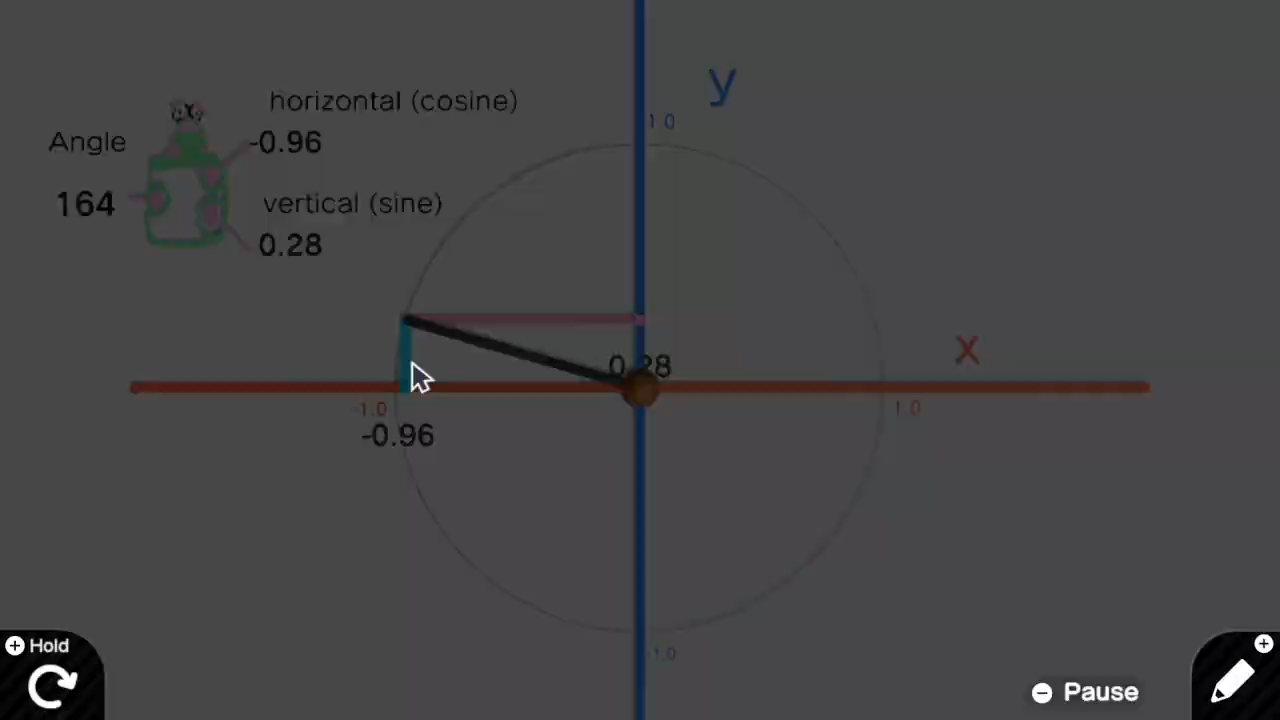 y
1.0
horizontal (cosine)
Angle
-0.96
164
vertical (sine)
0.28
0.28
x
-1.0
1.0
-0.96
-1.0
Hold
Pause